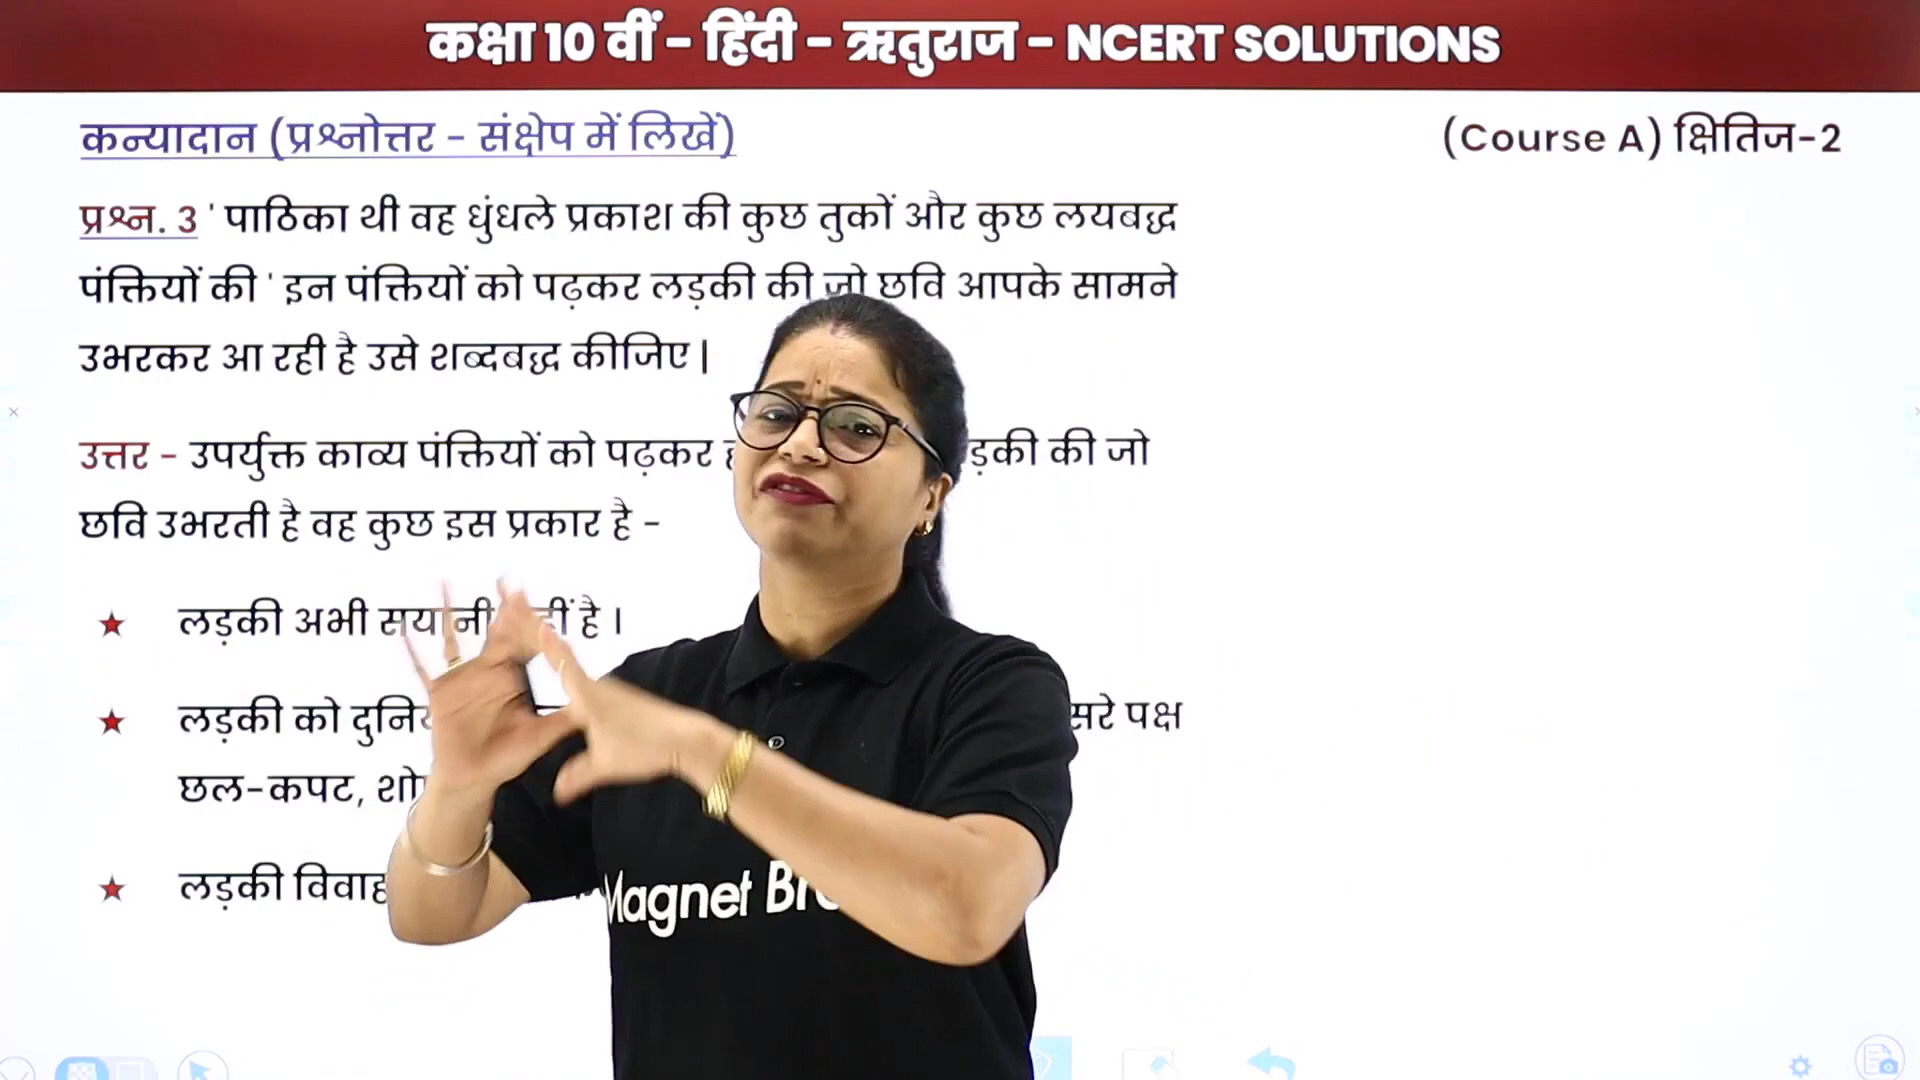 कक्षा 10 वीं - हिंदी - ऋतुराज - NCERT SOLUTIONS
कन्यादान (प्रश्नोत्तर - संक्षेप में लिखें)
(Course A) क्षितिज-2
प्रश्न. 3 ' पाठिका थी वह धुंधले प्रकाश की कुछ तुकों और कुछ लयबद्ध
पंक्तियों की ' इन पंक्तियों को पढ़कर लड़की की जो छवि आपके सामने
उभरकर आ रही है उसे शब्दबद्ध कीजिए |
उत्तर - उपर्युक्त काव्य पंक्तियों को पढ़कर की जो
छवि उभरती है वह कुछ इस प्रकार है -
★ लड़की अभी सयानी है ।
★ लड़की को पक्ष
छल-कपट,
★ लड़की विवाह
Magnet